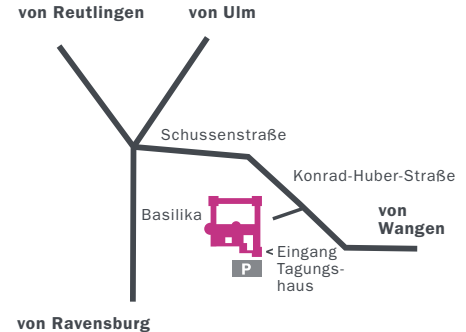 von Reutlingen
von Ulm
Schussenstraße
Konrad-Huber-Straße
Basilika
von
Wangen
< Eingang
Tagungs-
haus
P
von Ravensburg